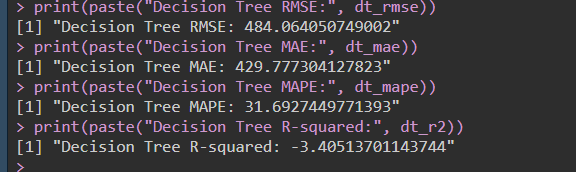 > print(paste("Decision Tree RMSE:", dt_rmse))
[1] "Decision Tree RMSE: 484.064050749002"
> print(paste("Decision Tree MAE:", dt_mae))
[1] "Decision Tree MAE: 429.777304127823"
> print(paste("Decision Tree MAPE:", dt_mape))
[1] "Decision Tree MAPE: 31.6927449771393"
> print(paste("Decision Tree R-squared:", dt_r2))
[1] "Decision Tree R-squared: -3.40513701143744"
>